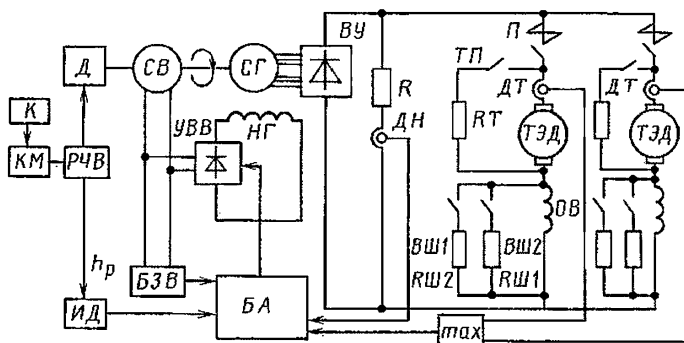 ВУ
П
ТП
Д
СВ
СГ
R
ДТ
ДТ
К
УВВ
НГ
ДН
RТ
ТЭД
ТЭД
КМ
РЧВ
ОВ
hр
ВШ1
ВШ2
RШ2
RШ1
БЗВ
ИД
БА
max